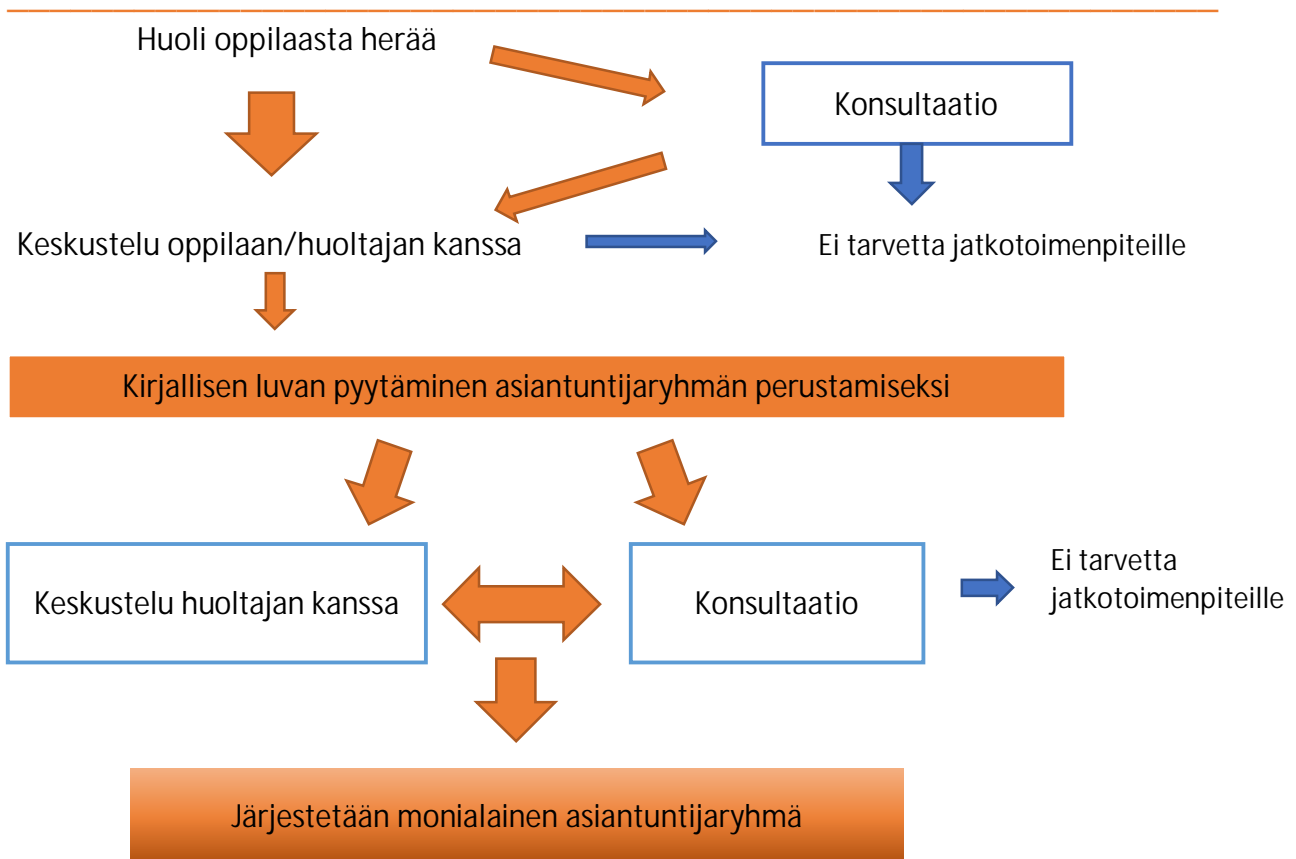 Huoli oppilaasta herää
Konsultaatio
Keskustelu oppilaan/huoltajan kanssa
Ei tarvetta jatkotoimenpiteille
Kirjallisen luvan pyytäminen asiantuntijaryhmän perustamiseksi
Keskustelu huoltajan kanssa
Konsultaatio
Ei tarvetta
jatkotoimenpiteille
Järjestetään monialainen asiantuntijaryhmä